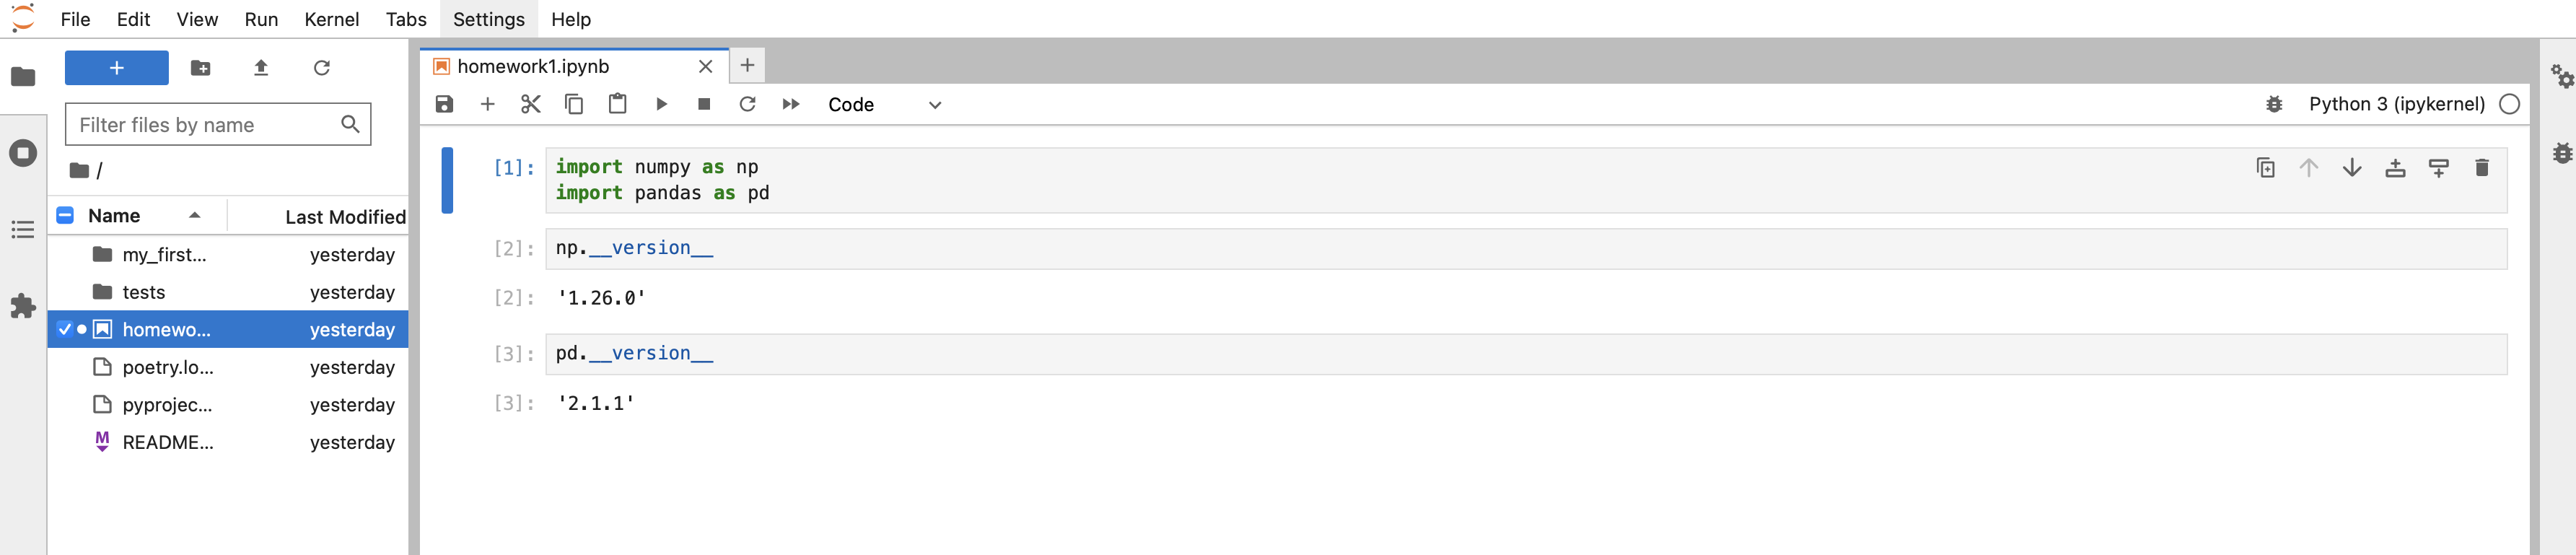 File Edit View Run Kernel Tabs Settings Help
homework1.ipynb
Filter files by name
/
Name Last Modified
my_first... yesterday
tests yesterday
homewo... yesterday
poetry.lo... yesterday
pyprojec... yesterday
README... yesterday
Code
Python 3 (ipykernel)
[1]: import numpy as np
import pandas as pd
[2]: np.__version__
[2]: '1.26.0'
[3]: pd.__version__
[3]: '2.1.1'